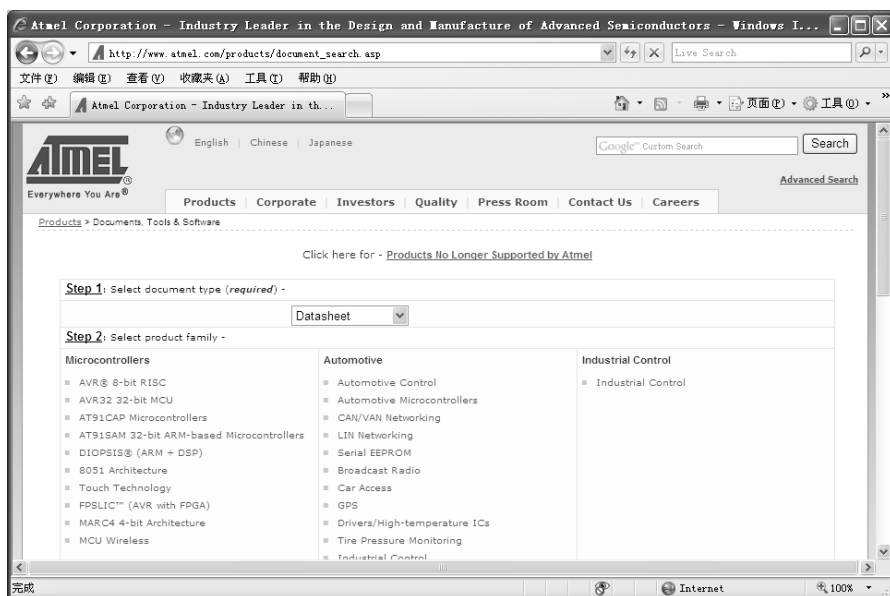 Atmel Corporation - Industry Leader in the Design and Manufacture of Advanced Semiconductors - Windows I...
http://www.atmel.com/products/document_search.asp
Live Search
文件(F) 编辑(E) 查看(V) 收藏夹(A) 工具(T) 帮助(H)
Atmel Corporation - Industry Leader in th...
页面(P) 工具(O) »
ATMEL®
Everywhere You Are®
English | Chinese | Japanese
Google™ Custom Search
Search
Advanced Search
Products | Corporate | Investors | Quality | Press Room | Contact Us | Careers
Products > Documents, Tools & Software
Click here for - Products No Longer Supported by Atmel
Step 1: Select document type (required) -
Datasheet
Step 2: Select product family -
Microcontrollers
AVR® 8-bit RISC
AVR32 32-bit MCU
AT91CAP Microcontrollers
AT91SAM 32-bit ARM-based Microcontrollers
DIOPSIS® (ARM + DSP)
8051 Architecture
Touch Technology
FPSLIC™ (AVR with FPGA)
MARC4 4-bit Architecture
MCU Wireless
Automotive
Automotive Control
Automotive Microcontrollers
CAN/VAN Networking
LIN Networking
Serial EEPROM
Broadcast Radio
Car Access
GPS
Drivers/High-temperature ICs
Tire Pressure Monitoring
Industrial Control
Industrial Control
Industrial Control
完成
Internet
100%